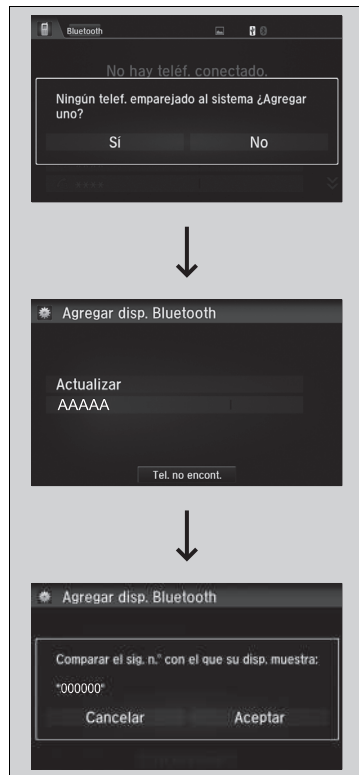 Bluetooth
No hay teléf. conectado.
Ningún telef. emparejado al sistema ¿Agregar
uno?
Sí No
Agregar disp. Bluetooth
Actualizar
AAAAA
Tel. no encont.
Agregar disp. Bluetooth
Comparar el sig. n.° con el que su disp. muestra:
"000000"
Cancelar Aceptar